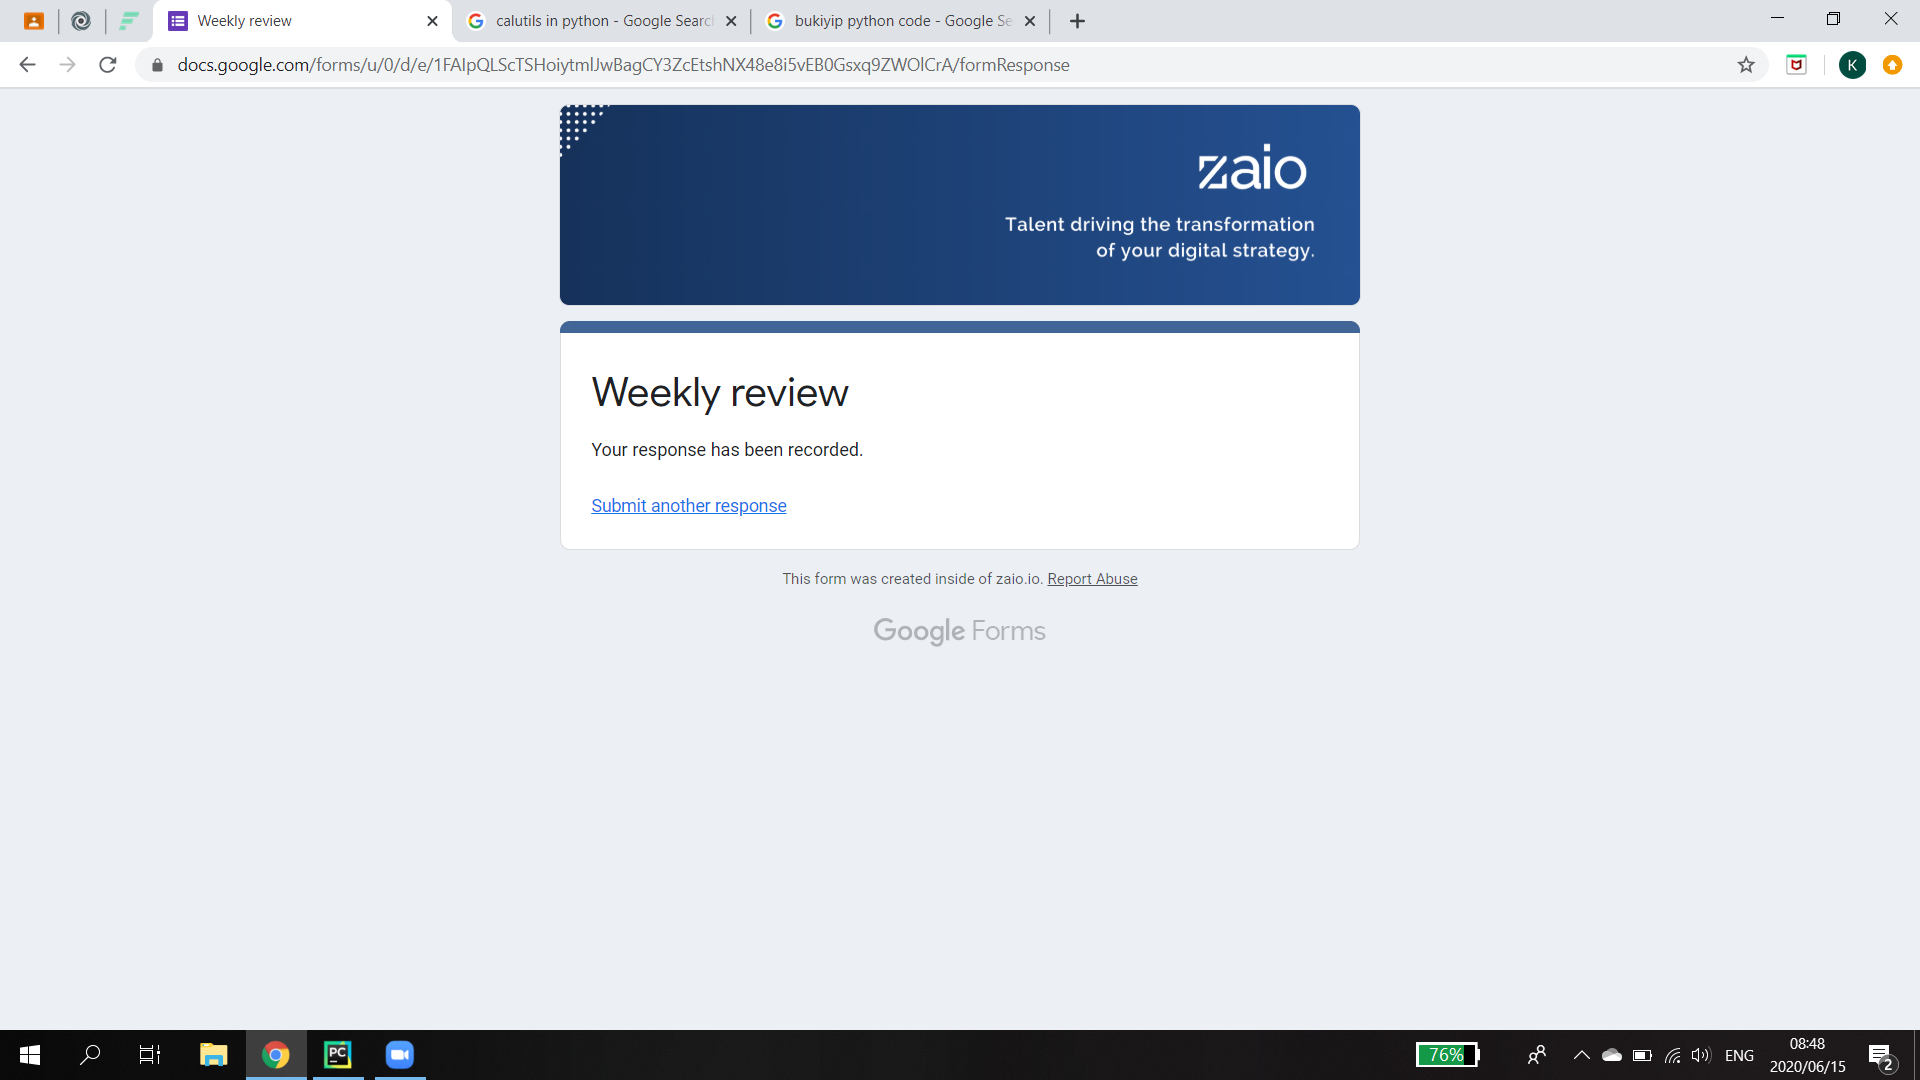 Weekly review
calutils in python - Google Searc
bukiyip python code - Google Se
docs.google.com/forms/u/0/d/e/1FAIpQLScTSHoiytmlJwBagCY3ZcEtshNX48e8i5vEB0Gsxq9ZWOlCrA/formResponse
K
zaio
Talent driving the transformation
of your digital strategy.
Weekly review
Your response has been recorded.
Submit another response
This form was created inside of zaio.io. Report Abuse
Google Forms
PC
76%
ENG
08:48
2020/06/15
2